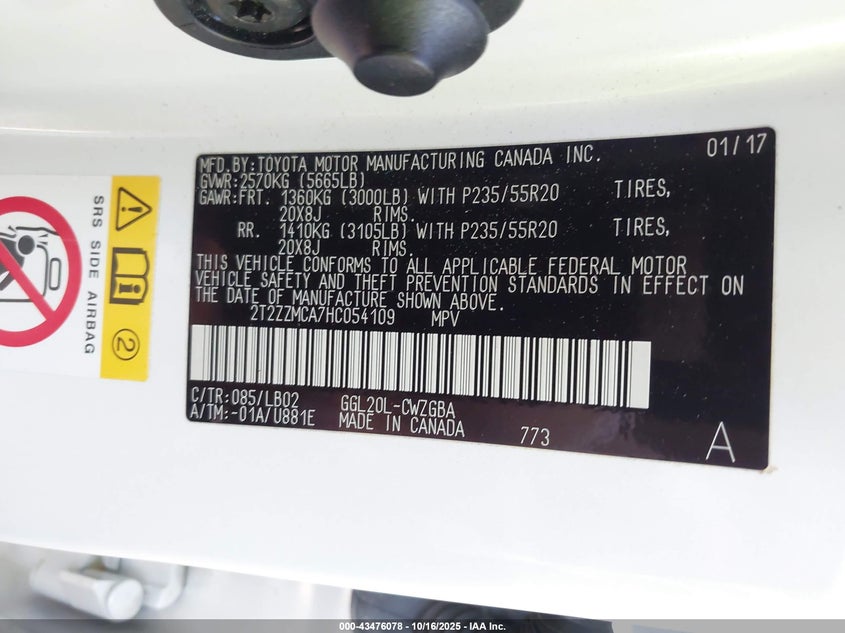 MFD.BY:TOYOTA MOTOR MANUFACTURING CANADA INC. 01/17
GVWR:2570KG (5665LB)
GAWR:FRT. 1360KG (3000LB) WITH P235/55R20 TIRES,
20X8J RIMS.
RR. 1410KG (3105LB) WITH P235/55R20 TIRES,
20X8J RIMS.
THIS VEHICLE CONFORMS TO ALL APPLICABLE FEDERAL MOTOR
VEHICLE SAFETY AND THEFT PREVENTION STANDARDS IN EFFECT ON
THE DATE OF MANUFACTURE SHOWN ABOVE.
2T2ZZMCA7HC054109 MPV
C/TR:085/LB02 GGL20L-CWZGBA
A/TM:-01A/U881E MADE IN CANADA 773 A
SRS SIDE AIRBAG
2
000-43476078 - 10/16/2025 - IAA Inc.